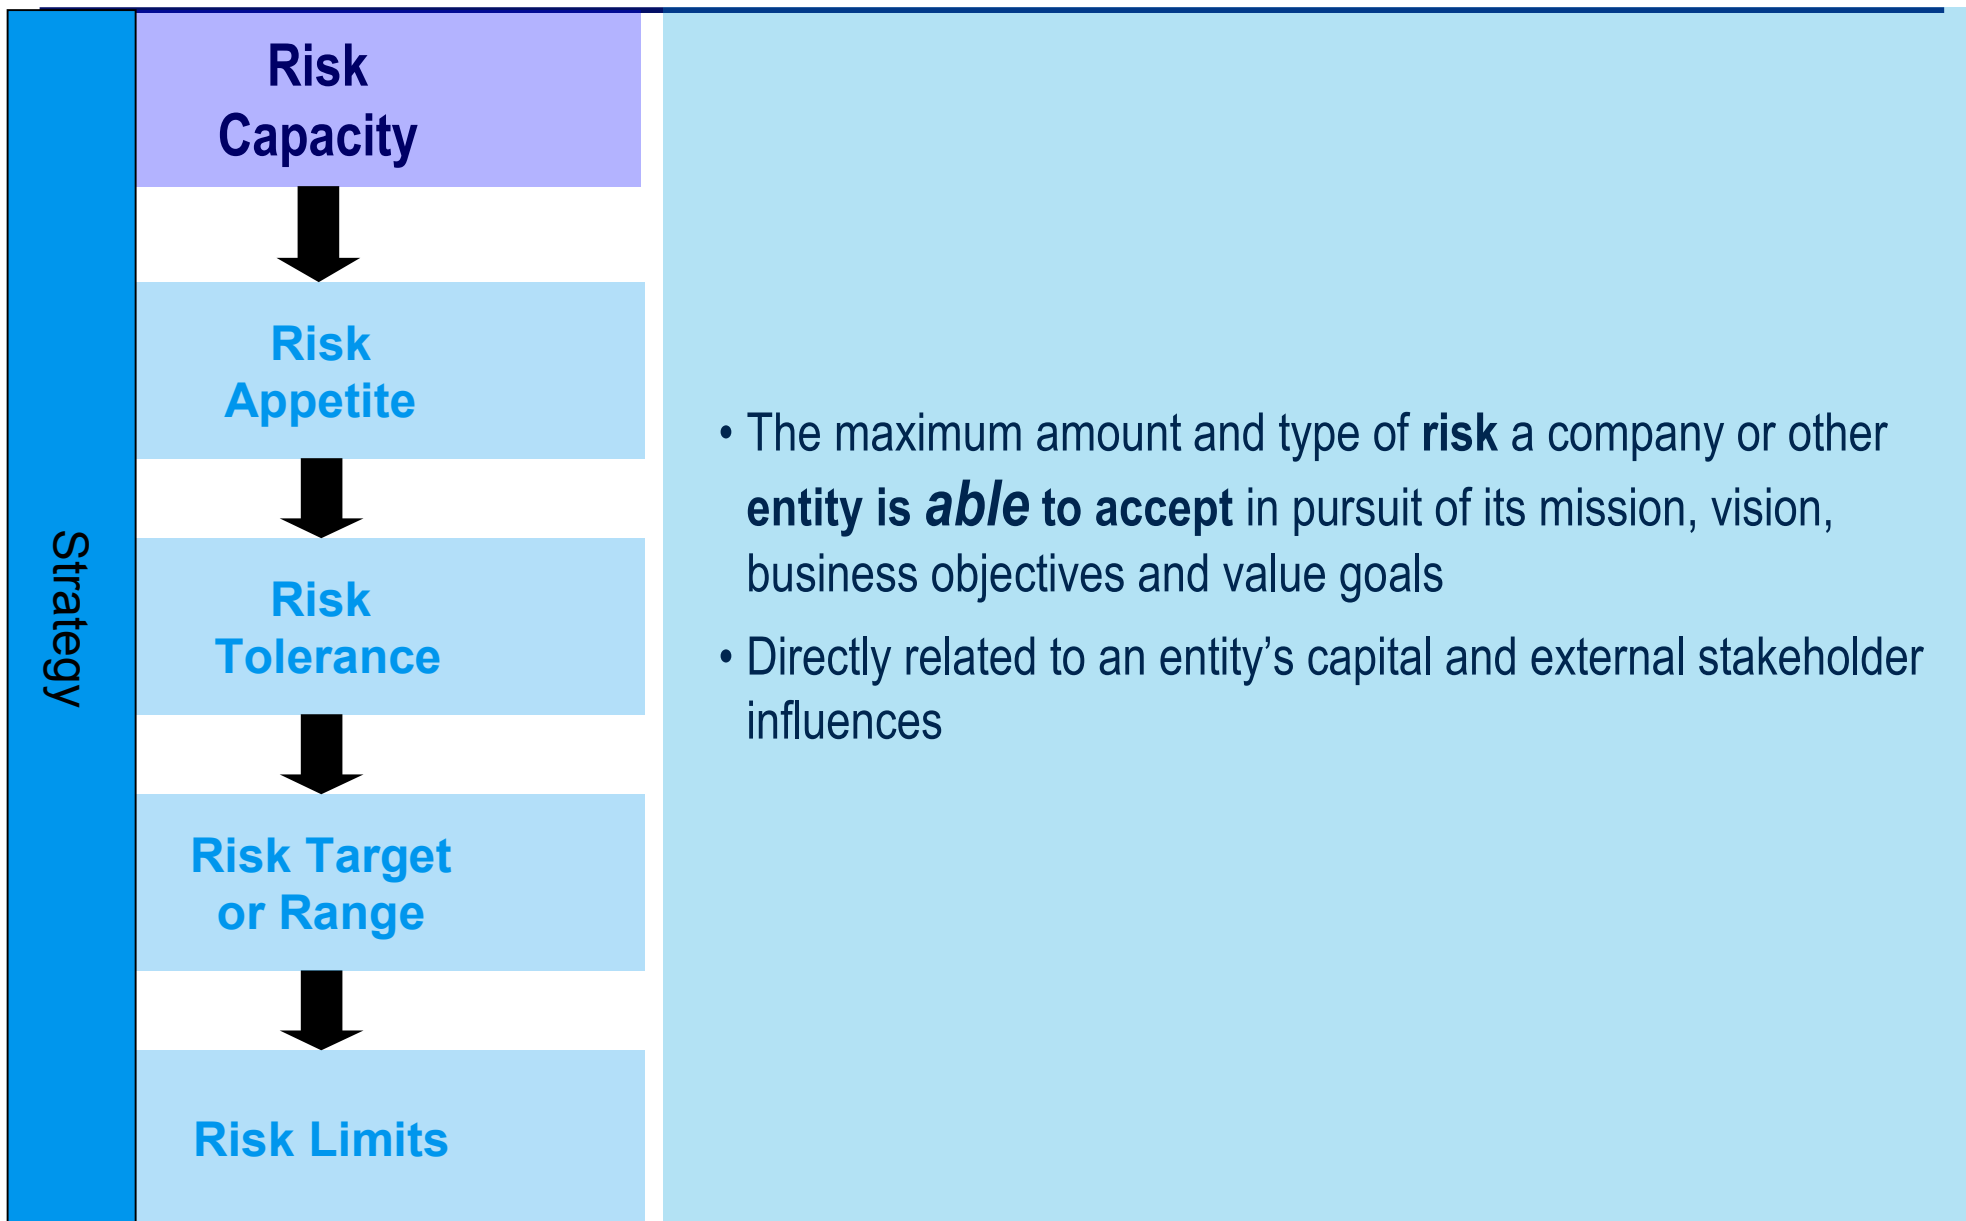 Strategy
Risk
Capacity
Risk
Appetite
Risk
Tolerance
Risk Target
or Range
Risk Limits
• The maximum amount and type of risk a company or other
entity is able to accept in pursuit of its mission, vision,
business objectives and value goals
• Directly related to an entity’s capital and external stakeholder
influences